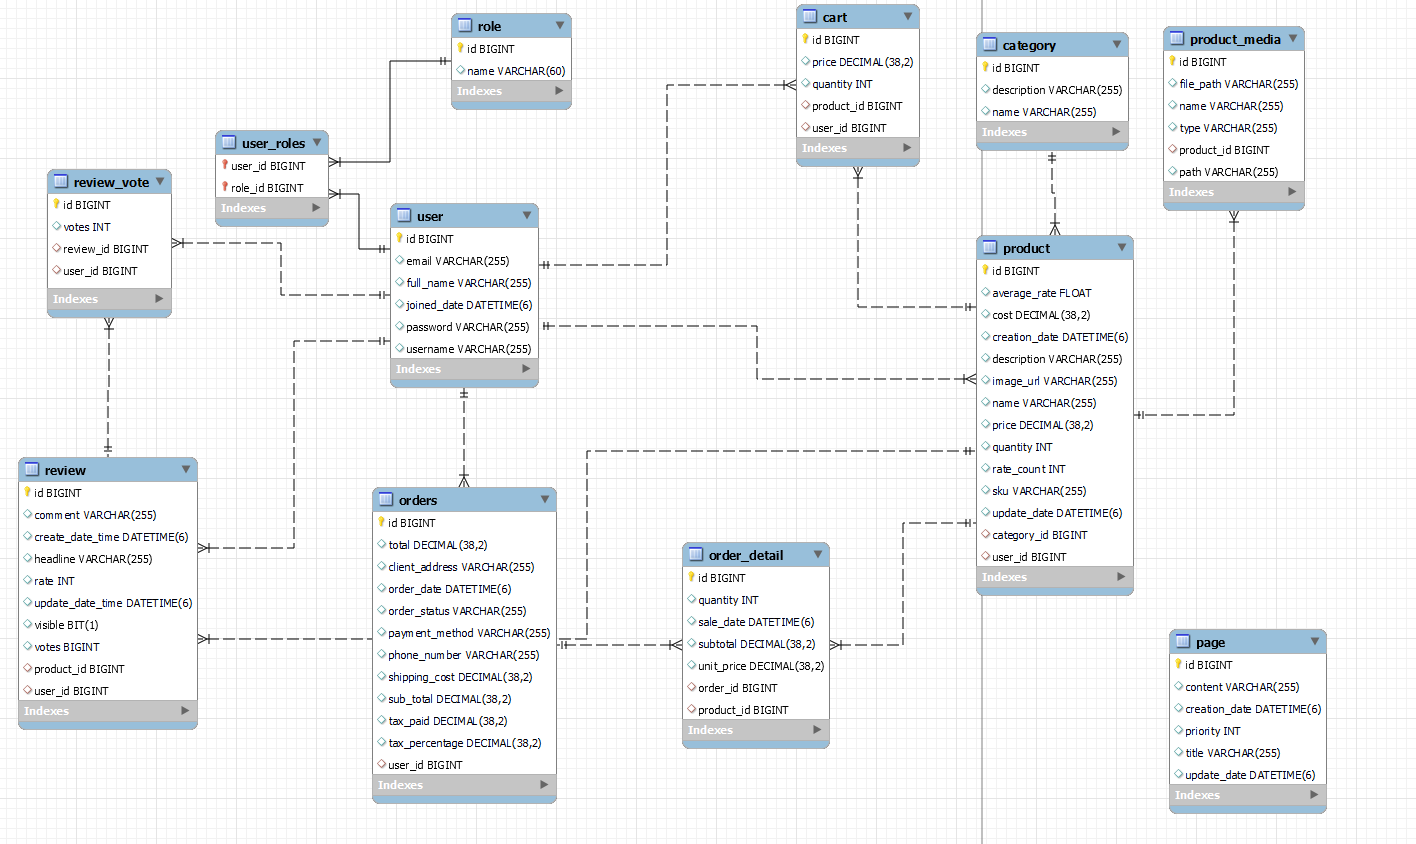 role
id BIGINT
name VARCHAR(60)
Indexes
cart
id BIGINT
price DECIMAL(38,2)
quantity INT
product_id BIGINT
user_id BIGINT
Indexes
category
id BIGINT
description VARCHAR(255)
name VARCHAR(255)
Indexes
product_media
id BIGINT
file_path VARCHAR(255)
name VARCHAR(255)
type VARCHAR(255)
product_id BIGINT
path VARCHAR(255)
Indexes
user_roles
user_id BIGINT
role_id BIGINT
Indexes
review_vote
id BIGINT
votes INT
review_id BIGINT
user_id BIGINT
Indexes
user
id BIGINT
email VARCHAR(255)
full_name VARCHAR(255)
joined_date DATETIME(6)
password VARCHAR(255)
username VARCHAR(255)
Indexes
product
id BIGINT
average_rate FLOAT
cost DECIMAL(38,2)
creation_date DATETIME(6)
description VARCHAR(255)
image_url VARCHAR(255)
name VARCHAR(255)
price DECIMAL(38,2)
quantity INT
rate_count INT
sku VARCHAR(255)
update_date DATETIME(6)
category_id BIGINT
user_id BIGINT
Indexes
review
id BIGINT
comment VARCHAR(255)
create_date_time DATETIME(6)
headline VARCHAR(255)
rate INT
update_date_time DATETIME(6)
visible BIT(1)
votes BIGINT
product_id BIGINT
user_id BIGINT
Indexes
orders
id BIGINT
total DECIMAL(38,2)
client_address VARCHAR(255)
order_date DATETIME(6)
order_status VARCHAR(255)
payment_method VARCHAR(255)
phone_number VARCHAR(255)
shipping_cost DECIMAL(38,2)
sub_total DECIMAL(38,2)
tax_paid DECIMAL(38,2)
tax_percentage DECIMAL(38,2)
user_id BIGINT
Indexes
order_detail
id BIGINT
quantity INT
sale_date DATETIME(6)
subtotal DECIMAL(38,2)
unit_price DECIMAL(38,2)
order_id BIGINT
product_id BIGINT
Indexes
page
id BIGINT
content VARCHAR(255)
creation_date DATETIME(6)
priority INT
title VARCHAR(255)
update_date DATETIME(6)
Indexes